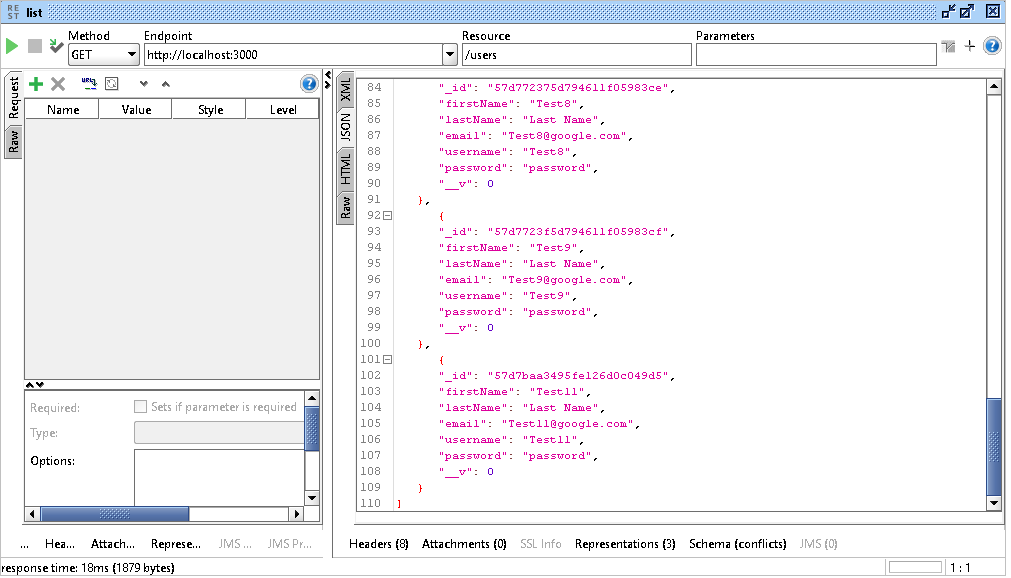 REST list
Method Endpoint Resource Parameters
GET http://localhost:3000 /users
Request
Raw
URL
Name Value Style Level
Required: Sets if parameter is required
Type:
Options:
... Hea... Attach... Represe... JMS ... JMS Pr...
XML
JSON
HTML
Raw
84 "_id": "57d772375d794611f05983ce",
85 "firstName": "Test8",
86 "lastName": "Last Name",
87 "email": "Test8@google.com",
88 "username": "Test8",
89 "password": "password",
90 "__v": 0
91 },
92 {
93 "_id": "57d7723f5d794611f05983cf",
94 "firstName": "Test9",
95 "lastName": "Last Name",
96 "email": "Test9@google.com",
97 "username": "Test9",
98 "password": "password",
99 "__v": 0
100 },
101 {
102 "_id": "57d7baa3495fe126d0c049d5",
103 "firstName": "Test11",
104 "lastName": "Last Name",
105 "email": "Test11@google.com",
106 "username": "Test11",
107 "password": "password",
108 "__v": 0
109 }
110 ]
Headers (8) Attachments (0) SSL Info Representations (3) Schema (conflicts) JMS (0)
response time: 18ms (1879 bytes) 1 : 1